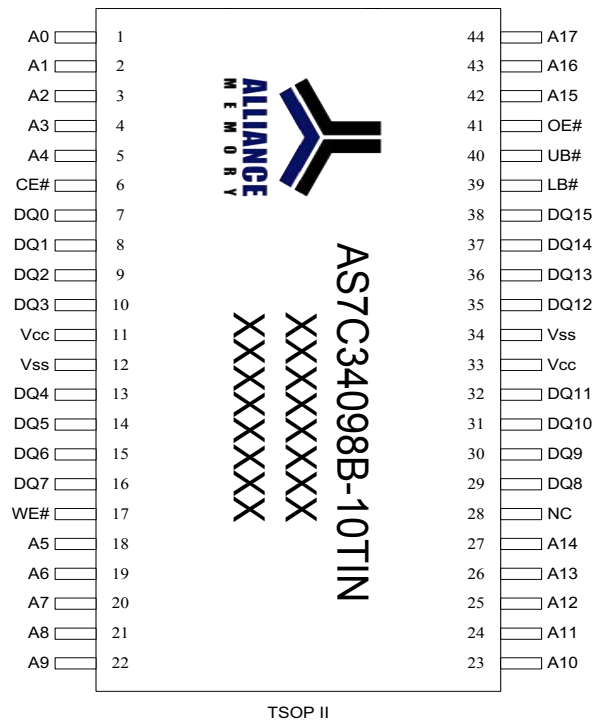 A0 1 44 A17
A1 2 43 A16
A2 3 42 A15
A3 4 41 OE#
A4 5 40 UB#
CE# 6 39 LB#
DQ0 7 38 DQ15
DQ1 8 37 DQ14
DQ2 9 36 DQ13
DQ3 10 35 DQ12
Vcc 11 34 Vss
Vss 12 33 Vcc
DQ4 13 32 DQ11
DQ5 14 31 DQ10
DQ6 15 30 DQ9
DQ7 16 29 DQ8
WE# 17 28 NC
A5 18 27 A14
A6 19 26 A13
A7 20 25 A12
A8 21 24 A11
A9 22 23 A10
ALLIANCE
MEMORY
AS7C34098B-10TIN
XXXXXXXX
XXXXXXXX
TSOP II